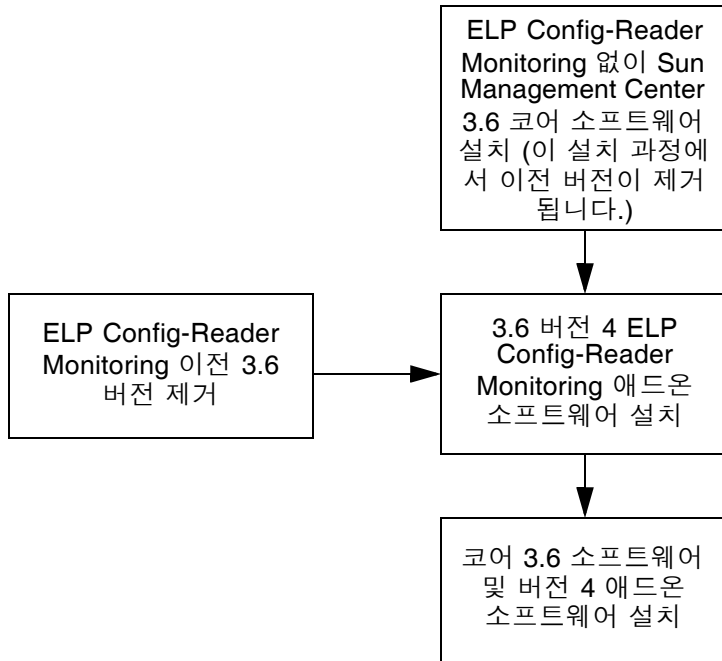 ELP Config-Reader
Monitoring 없이 Sun
Management Center
3.6 코어 소프트웨어
설치 (이 설치 과정에
서 이전 버전이 제거
됩니다.)
ELP Config-Reader
Monitoring 이전 3.6
버전 제거
3.6 버전 4 ELP
Config-Reader
Monitoring 애드온
소프트웨어 설치
코어 3.6 소프트웨어
및 버전 4 애드온
소프트웨어 설치